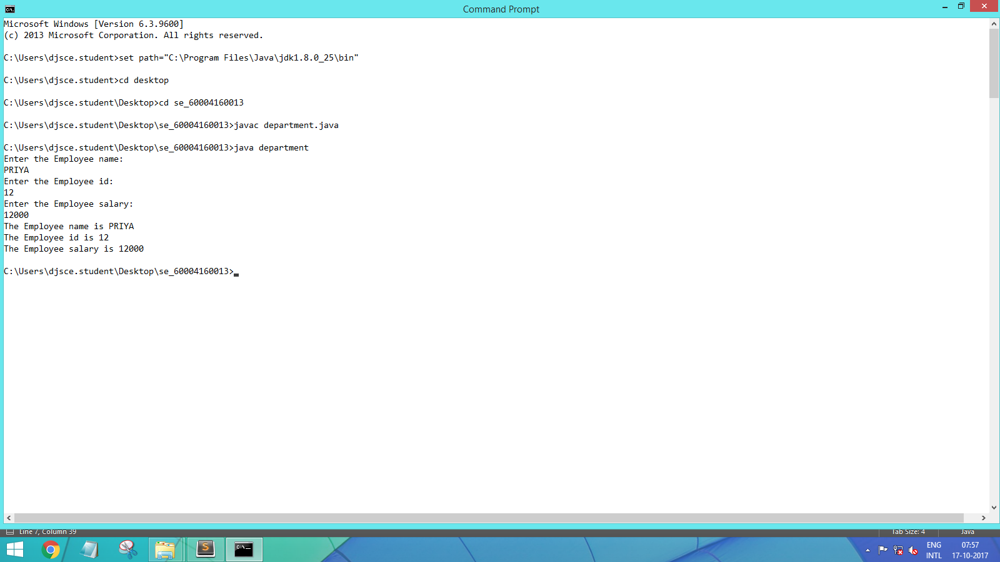 Command Prompt
Microsoft Windows [Version 6.3.9600]
(c) 2013 Microsoft Corporation. All rights reserved.
C:\Users\djsce.student>set path="C:\Program Files\Java\jdk1.8.0_25\bin"
C:\Users\djsce.student>cd desktop
C:\Users\djsce.student\Desktop>cd se_60004160013
C:\Users\djsce.student\Desktop\se_60004160013>javac department.java
C:\Users\djsce.student\Desktop\se_60004160013>java department
Enter the Employee name:
PRIYA
Enter the Employee id:
12
Enter the Employee salary:
12000
The Employee name is PRIYA
The Employee id is 12
The Employee salary is 12000
C:\Users\djsce.student\Desktop\se_60004160013>
Line 7, Column 39
Tab Size: 4
Java
ENG
INTL
07:57
17-10-2017